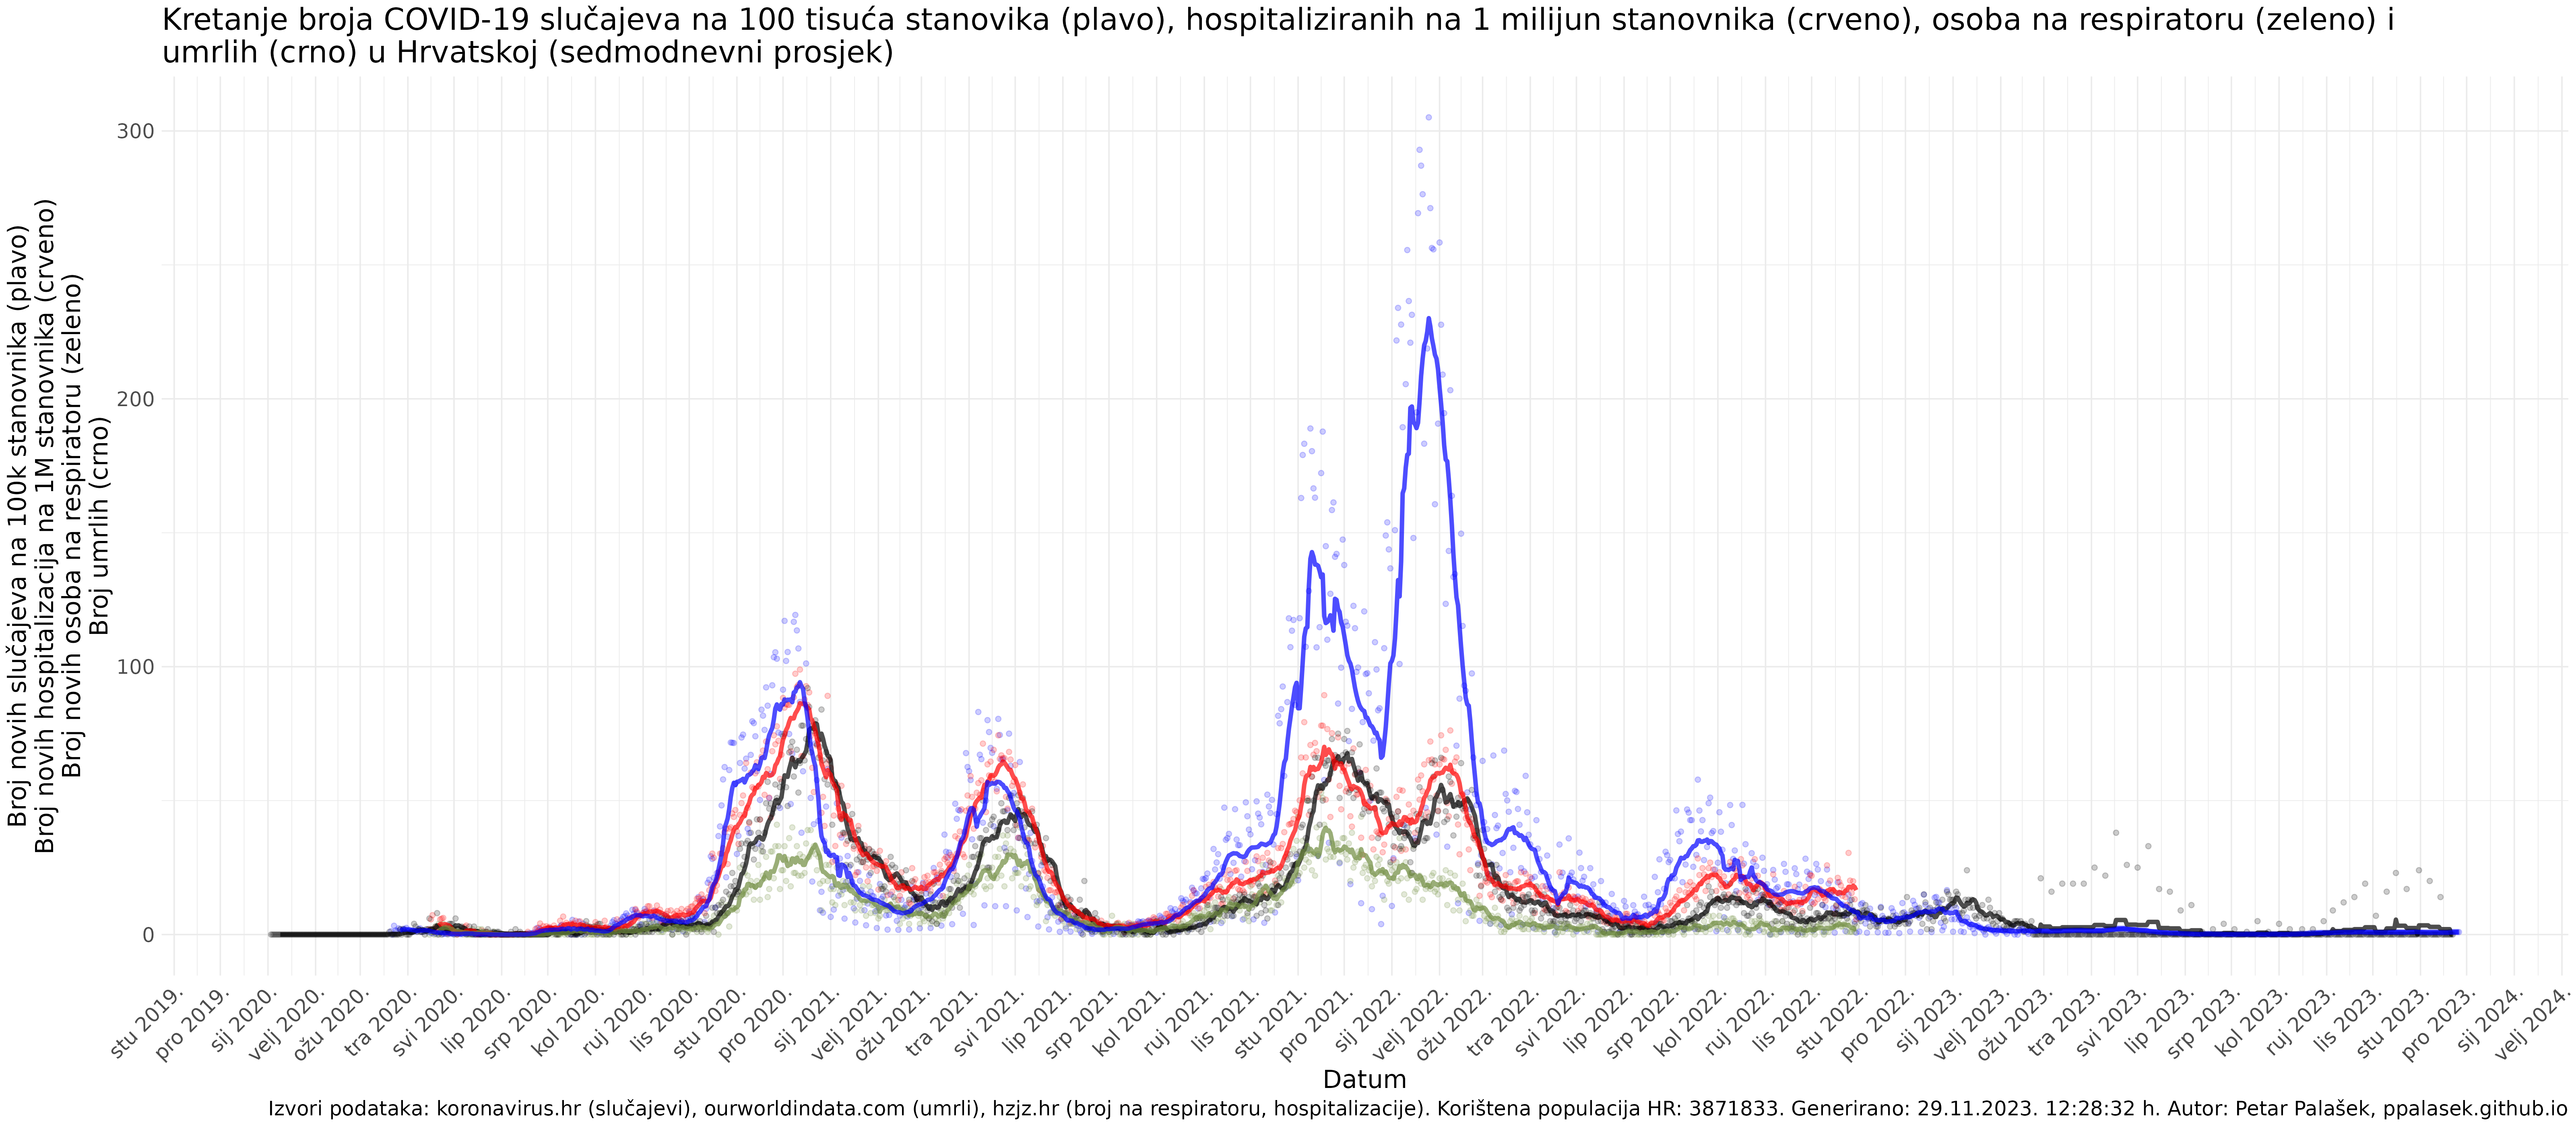 Kretanje broja COVID-19 slučajeva na 100 tisuća stanovika (plavo), hospitaliziranih na 1 milijun stanovnika (crveno), osoba na respiratoru (zeleno) i
umrlih (crno) u Hrvatskoj (sedmodnevni prosjek)
Broj novih slučajeva na 100k stanovnika (plavo)
Broj novih hospitalizacija na 1M stanovnika (crveno)
Broj novih osoba na respiratoru (zeleno)
Broj umrlih (crno)
300
200
100
0
stu 2019.
pro 2019.
sij 2020.
velj 2020.
ožu 2020.
tra 2020.
svi 2020.
lip 2020.
srp 2020.
kol 2020.
ruj 2020.
lis 2020.
stu 2020.
pro 2020.
sij 2021.
velj 2021.
ožu 2021.
tra 2021.
svi 2021.
lip 2021.
srp 2021.
kol 2021.
ruj 2021.
lis 2021.
stu 2021.
pro 2021.
sij 2022.
velj 2022.
ožu 2022.
tra 2022.
svi 2022.
lip 2022.
srp 2022.
kol 2022.
ruj 2022.
lis 2022.
stu 2022.
pro 2022.
sij 2023.
velj 2023.
ožu 2023.
tra 2023.
svi 2023.
lip 2023.
srp 2023.
kol 2023.
ruj 2023.
lis 2023.
stu 2023.
pro 2023.
sij 2024.
velj 2024.
Datum
Izvori podataka: koronavirus.hr (slučajevi), ourworldindata.com (umrli), hzjz.hr (broj na respiratoru, hospitalizacije). Korištena populacija HR: 3871833. Generirano: 29.11.2023. 12:28:32 h. Autor: Petar Palašek, ppalasek.github.io